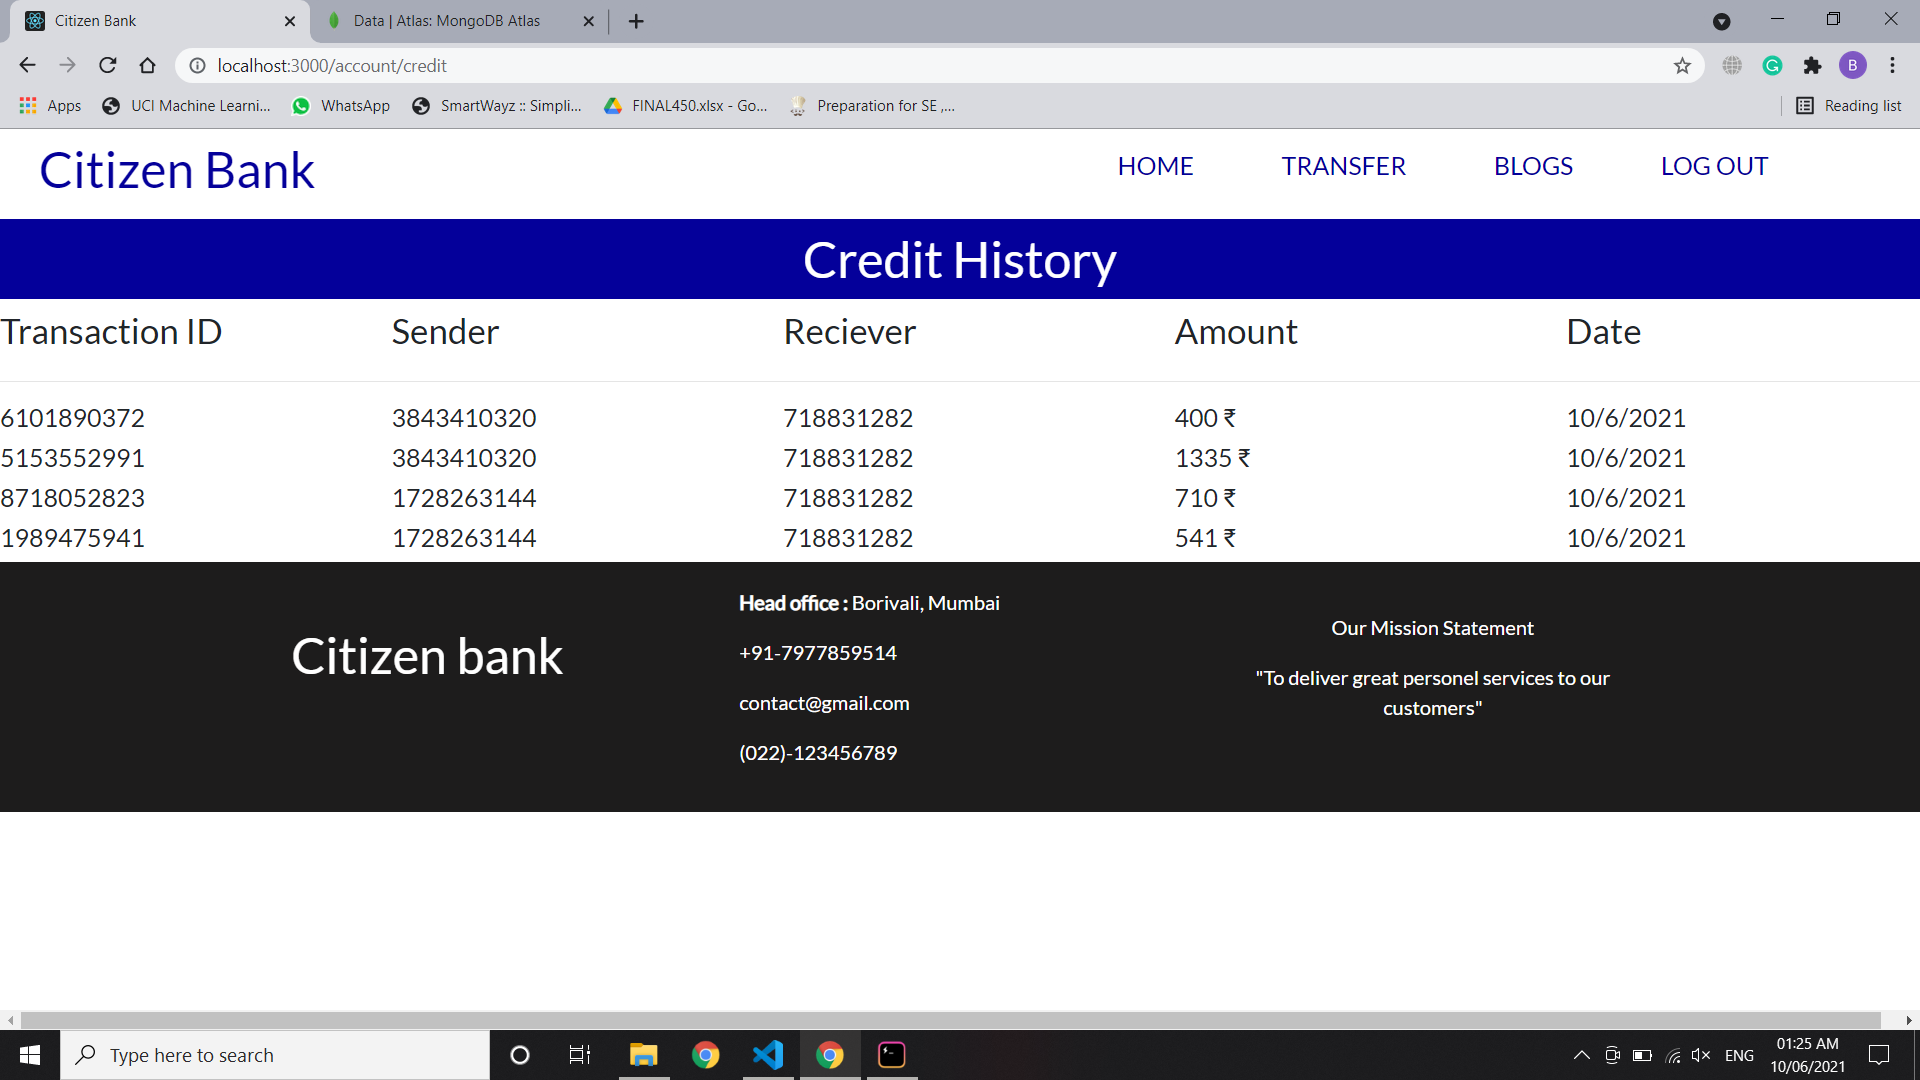 Citizen Bank
Data | Atlas: MongoDB Atlas
localhost:3000/account/credit
G
B
Apps
UCI Machine Learni...
WhatsApp
SmartWayz :: Simpli...
FINAL450.xlsx - Go...
Preparation for SE ,...
Reading list
Citizen Bank
HOME
TRANSFER
BLOGS
LOG OUT
Credit History
Transaction ID Sender Reciever Amount Date
6101890372 3843410320 718831282 400 ₹ 10/6/2021
5153552991 3843410320 718831282 1335 ₹ 10/6/2021
8718052823 1728263144 718831282 710 ₹ 10/6/2021
1989475941 1728263144 718831282 541 ₹ 10/6/2021
Citizen bank
Head office : Borivali, Mumbai
+91-7977859514
contact@gmail.com
(022)-123456789
Our Mission Statement
"To deliver great personel services to our
customers"
Type here to search
ENG
01:25 AM
10/06/2021